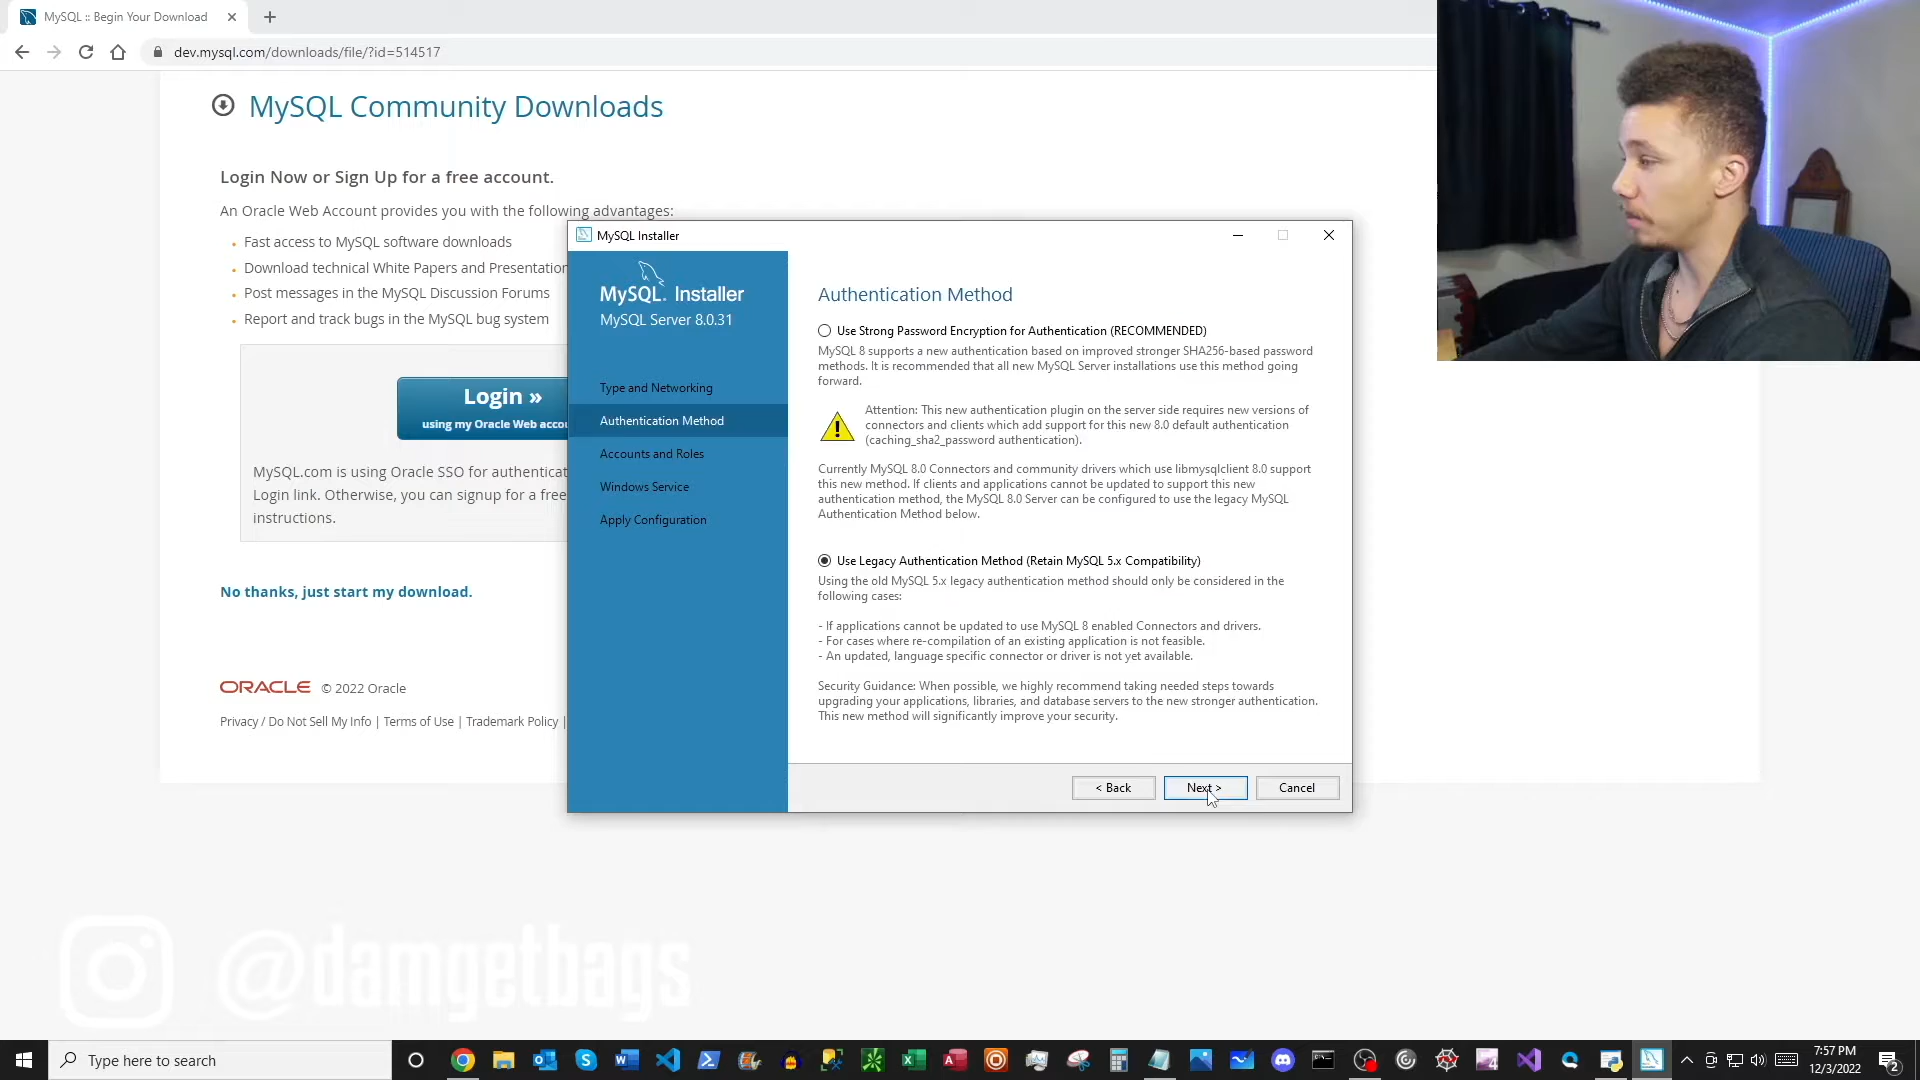 MySQL :: Begin Your Download
dev.mysql.com/downloads/file/?id=514517
MySQL Community Downloads
Login Now or Sign Up for a free account.
An Oracle Web Account provides you with the following advantages:
Fast access to MySQL software downloads
Download technical White Papers and Presentation
Post messages in the MySQL Discussion Forums
Report and track bugs in the MySQL bug system
Login »
using my Oracle Web accou
MySQL.com is using Oracle SSO for authenticat
Login link. Otherwise, you can signup for a free
instructions.
No thanks, just start my download.
ORACLE © 2022 Oracle
Privacy / Do Not Sell My Info | Terms of Use | Trademark Policy |
MySQL Installer
MySQL. Installer
MySQL Server 8.0.31
Type and Networking
Authentication Method
Accounts and Roles
Windows Service
Apply Configuration
Authentication Method
Use Strong Password Encryption for Authentication (RECOMMENDED)
MySQL 8 supports a new authentication based on improved stronger SHA256-based password
methods. It is recommended that all new MySQL Server installations use this method going
forward.
Attention: This new authentication plugin on the server side requires new versions of
connectors and clients which add support for this new 8.0 default authentication
(caching_sha2_password authentication).
Currently MySQL 8.0 Connectors and community drivers which use libmysqlclient 8.0 support
this new method. If clients and applications cannot be updated to support this new
authentication method, the MySQL 8.0 Server can be configured to use the legacy MySQL
Authentication Method below.
Use Legacy Authentication Method (Retain MySQL 5.x Compatibility)
Using the old MySQL 5.x legacy authentication method should only be considered in the
following cases:
- If applications cannot be updated to use MySQL 8 enabled Connectors and drivers.
- For cases where re-compilation of an existing application is not feasible.
- An updated, language specific connector or driver is not yet available.
Security Guidance: When possible, we highly recommend taking needed steps towards
upgrading your applications, libraries, and database servers to the new stronger authentication.
This new method will significantly improve your security.
< Back
Next >
Cancel
@damgetbags
Type here to search
7:57 PM
12/3/2022
2